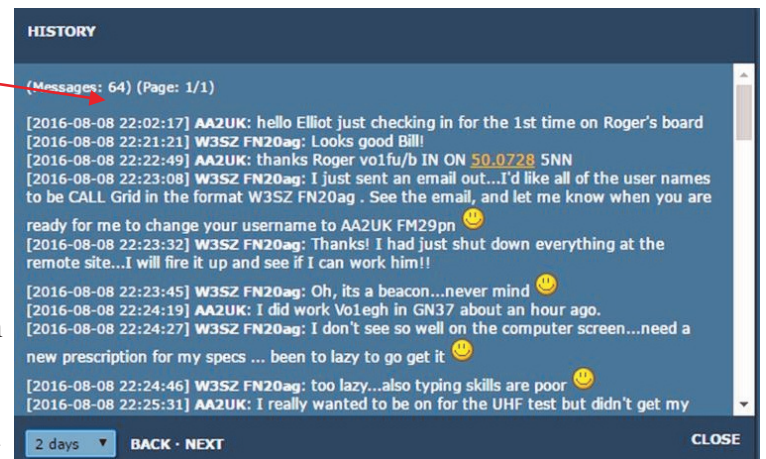 HISTORY
(Messages: 64) (Page: 1/1)
[2016-08-08 22:02:17] AA2UK: hello Elliot just checking in for the 1st time on Roger's board
[2016-08-08 22:21:21] W3SZ FN20ag: Looks good Bill!
[2016-08-08 22:22:49] AA2UK: thanks Roger vo1fu/b IN ON 50.0728 5NN
[2016-08-08 22:23:08] W3SZ FN20ag: I just sent an email out...I'd like all of the user names
to be CALL Grid in the format W3SZ FN20ag . See the email, and let me know when you are
ready for me to change your username to AA2UK FM29pn
[2016-08-08 22:23:32] W3SZ FN20ag: Thanks! I had just shut down everything at the
remote site...I will fire it up and see if I can work him!!
[2016-08-08 22:23:45] W3SZ FN20ag: Oh, its a beacon...never mind
[2016-08-08 22:24:19] AA2UK: I did work Vo1egh in GN37 about an hour ago.
[2016-08-08 22:24:27] W3SZ FN20ag: I don't see so well on the computer screen...need a
new prescription for my specs ... been to lazy to go get it
[2016-08-08 22:24:46] W3SZ FN20ag: too lazy...also typing skills are poor
[2016-08-08 22:25:31] AA2UK: I really wanted to be on for the UHF test but didn't get my
2 days BACK · NEXT CLOSE